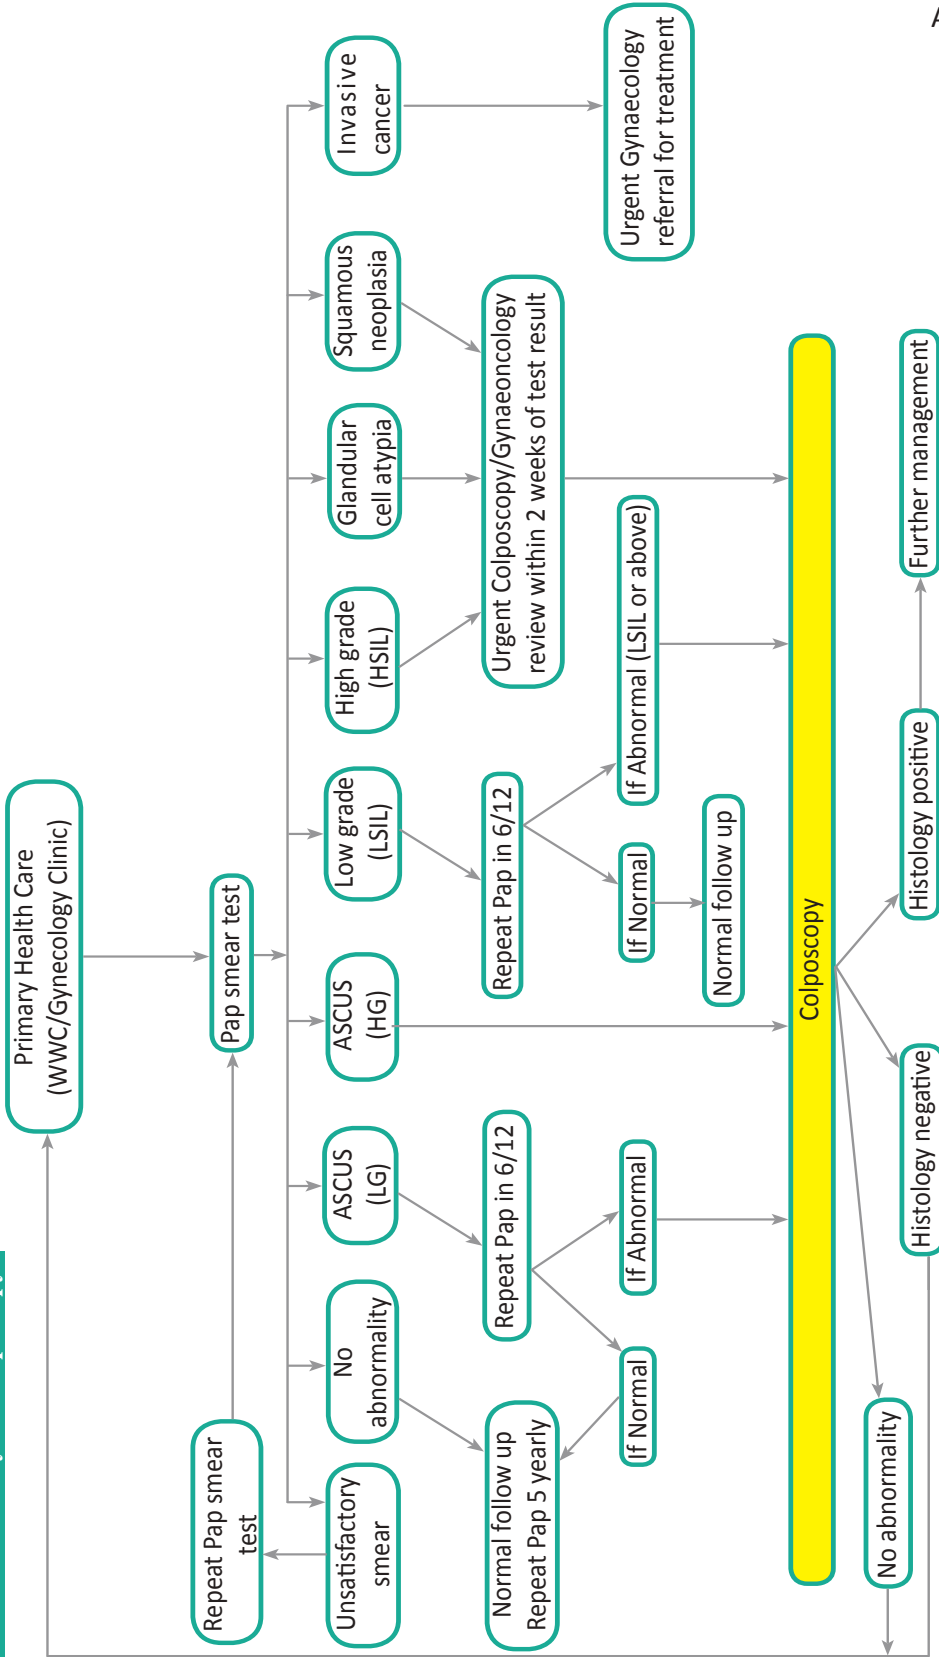 Primary Health Care
(WWC/Gynecology Clinic)
Repeat Pap smear
test
Pap smear test
Unsatisfactory
smear
No
abnormality
ASCUS
(LG)
ASCUS
(HG)
Low grade
(LSIL)
High grade
(HSIL)
Glandular
cell atypia
Squamous
neoplasia
Invasive
cancer
Normal follow up
Repeat Pap 5 yearly
Repeat Pap in 6/12
Repeat Pap in 6/12
Urgent Colposcopy/Gynaeoncology
review within 2 weeks of test result
Urgent Gynaecology
referral for treatment
If Normal
If Abnormal
If Normal
If Abnormal (LSIL or above)
Normal follow up
Colposcopy
No abnormality
Histology negative
Histology positive
Further management